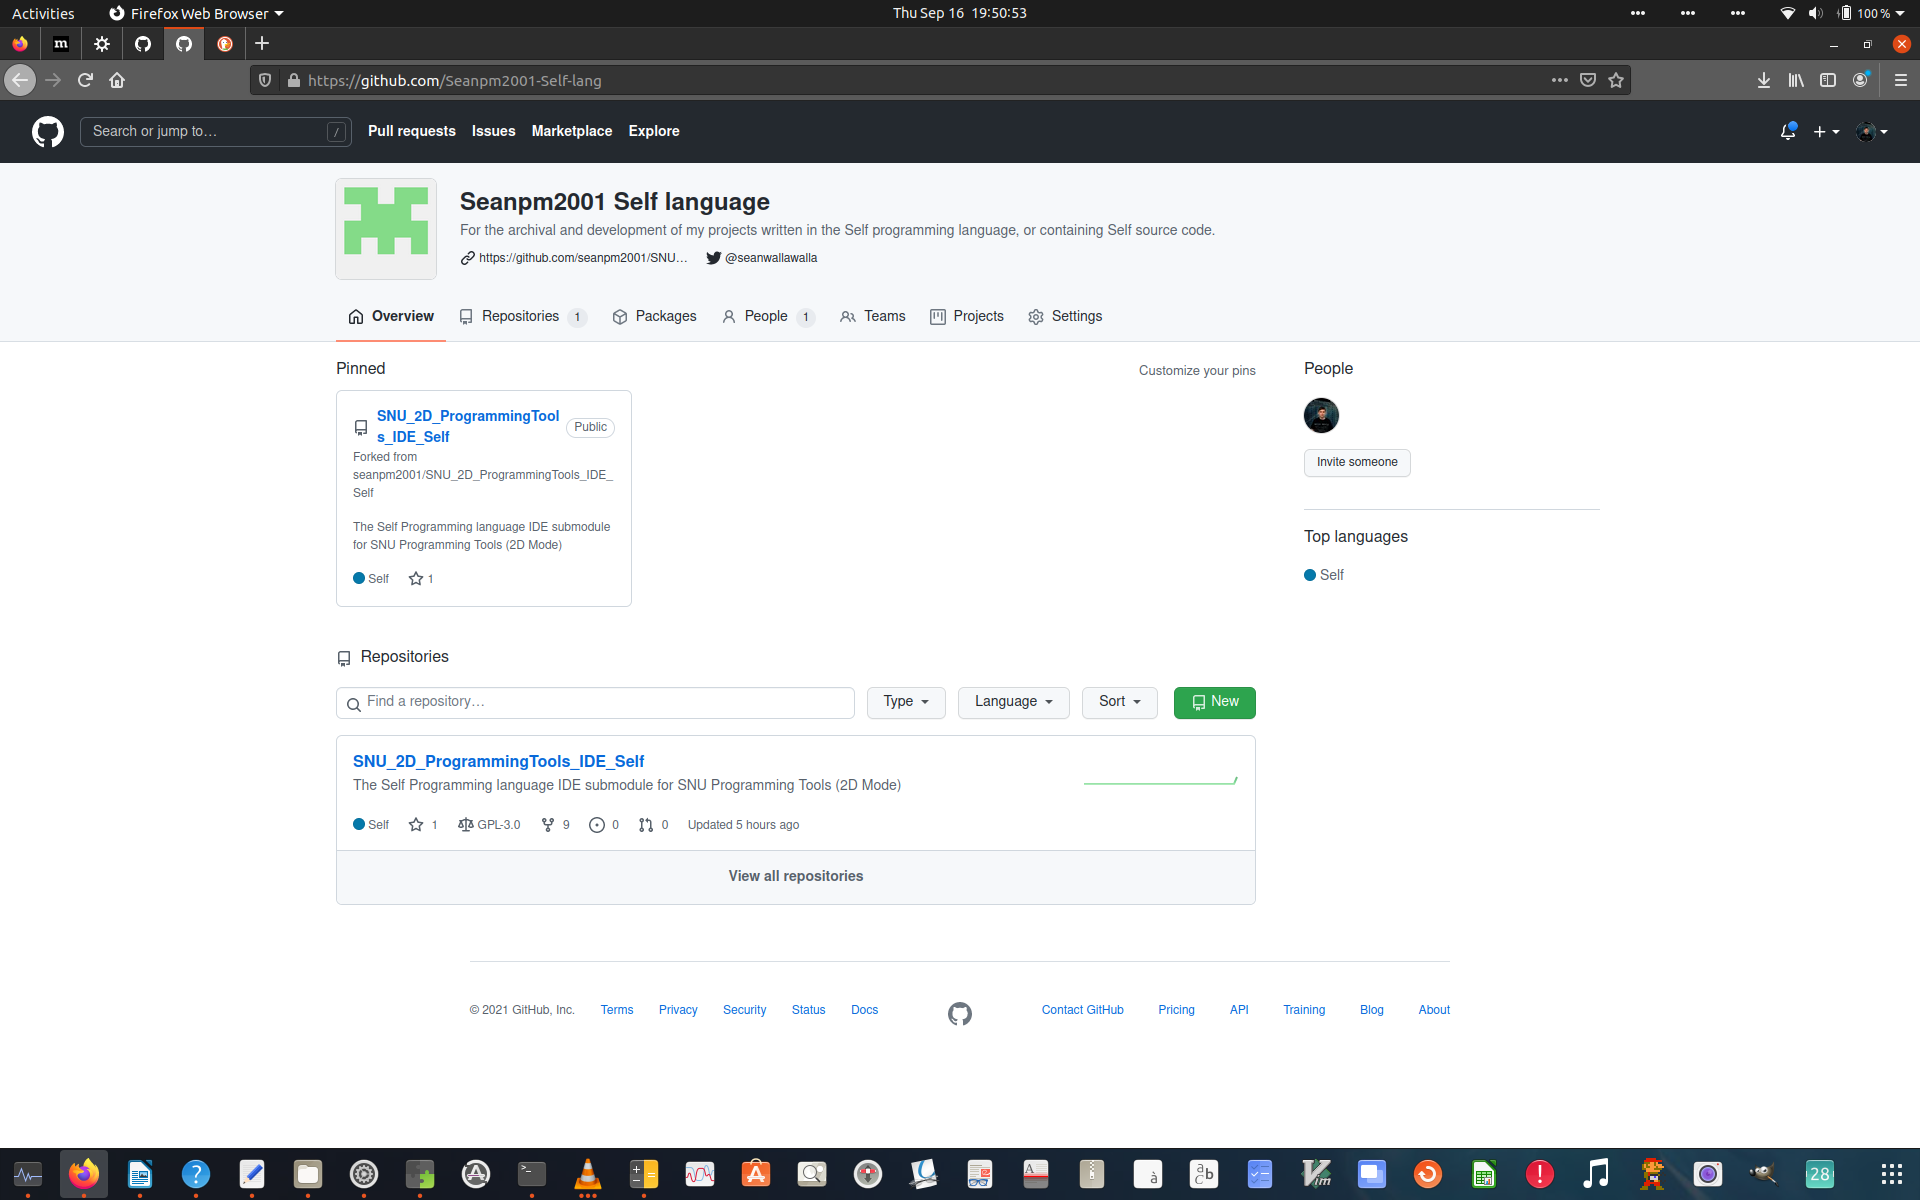 Activities Firefox Web Browser Thu Sep 16 19:50:53 100 %
m
https://github.com/Seanpm2001-Self-lang
Search or jump to… / Pull requests Issues Marketplace Explore
Seanpm2001 Self language
For the archival and development of my projects written in the Self programming language, or containing Self source code.
https://github.com/seanpm2001/SNU… @seanwallawalla
Overview Repositories 1 Packages People 1 Teams Projects Settings
Pinned Customize your pins People
SNU_2D_ProgrammingTool
s_IDE_Self Public
Forked from
seanpm2001/SNU_2D_ProgrammingTools_IDE_
Self
Invite someone
The Self Programming language IDE submodule
for SNU Programming Tools (2D Mode)
Top languages
Self 1
Self
Repositories
Find a repository… Type Language Sort New
SNU_2D_ProgrammingTools_IDE_Self
The Self Programming language IDE submodule for SNU Programming Tools (2D Mode)
Self 1 GPL-3.0 9 0 0 Updated 5 hours ago
View all repositories
© 2021 GitHub, Inc. Terms Privacy Security Status Docs Contact GitHub Pricing API Training Blog About
28